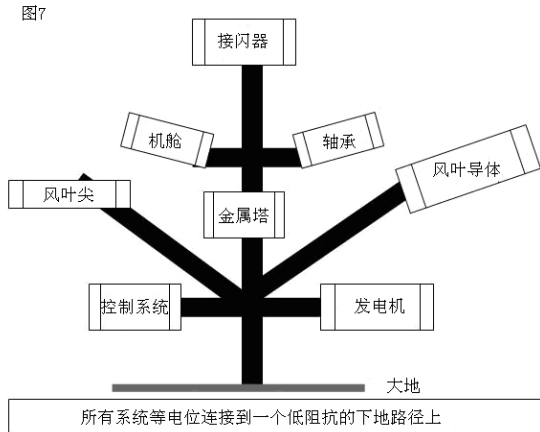 图7
接闪器
机舱
轴承
风叶导体
风叶尖
金属塔
控制系统
发电机
大地
所有系统等电位连接到一个低阻抗的下地路径上